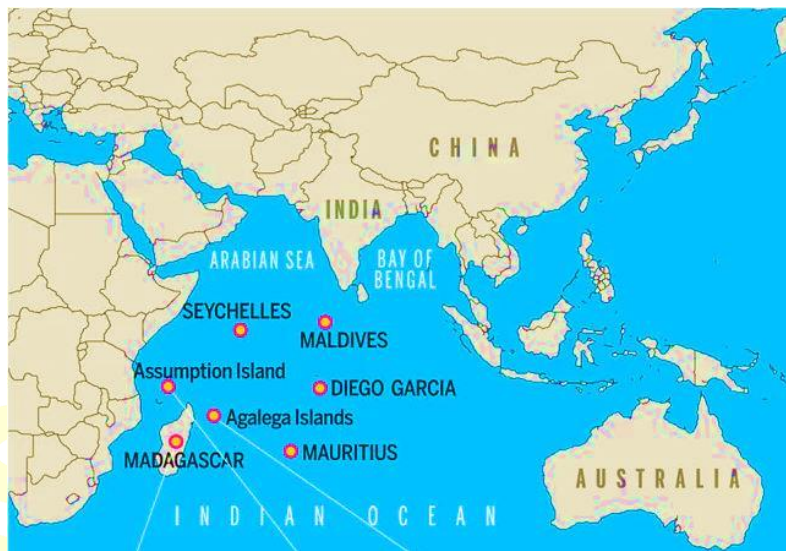 CHINA
INDIA
ARABIAN SEA
BAY OF
BENGAL
SEYCHELLES
MALDIVES
Assumption Island
DIEGO GARCIA
Agalega Islands
MADAGASCAR
MAURITIUS
AUSTRALIA
INDIAN OCEAN